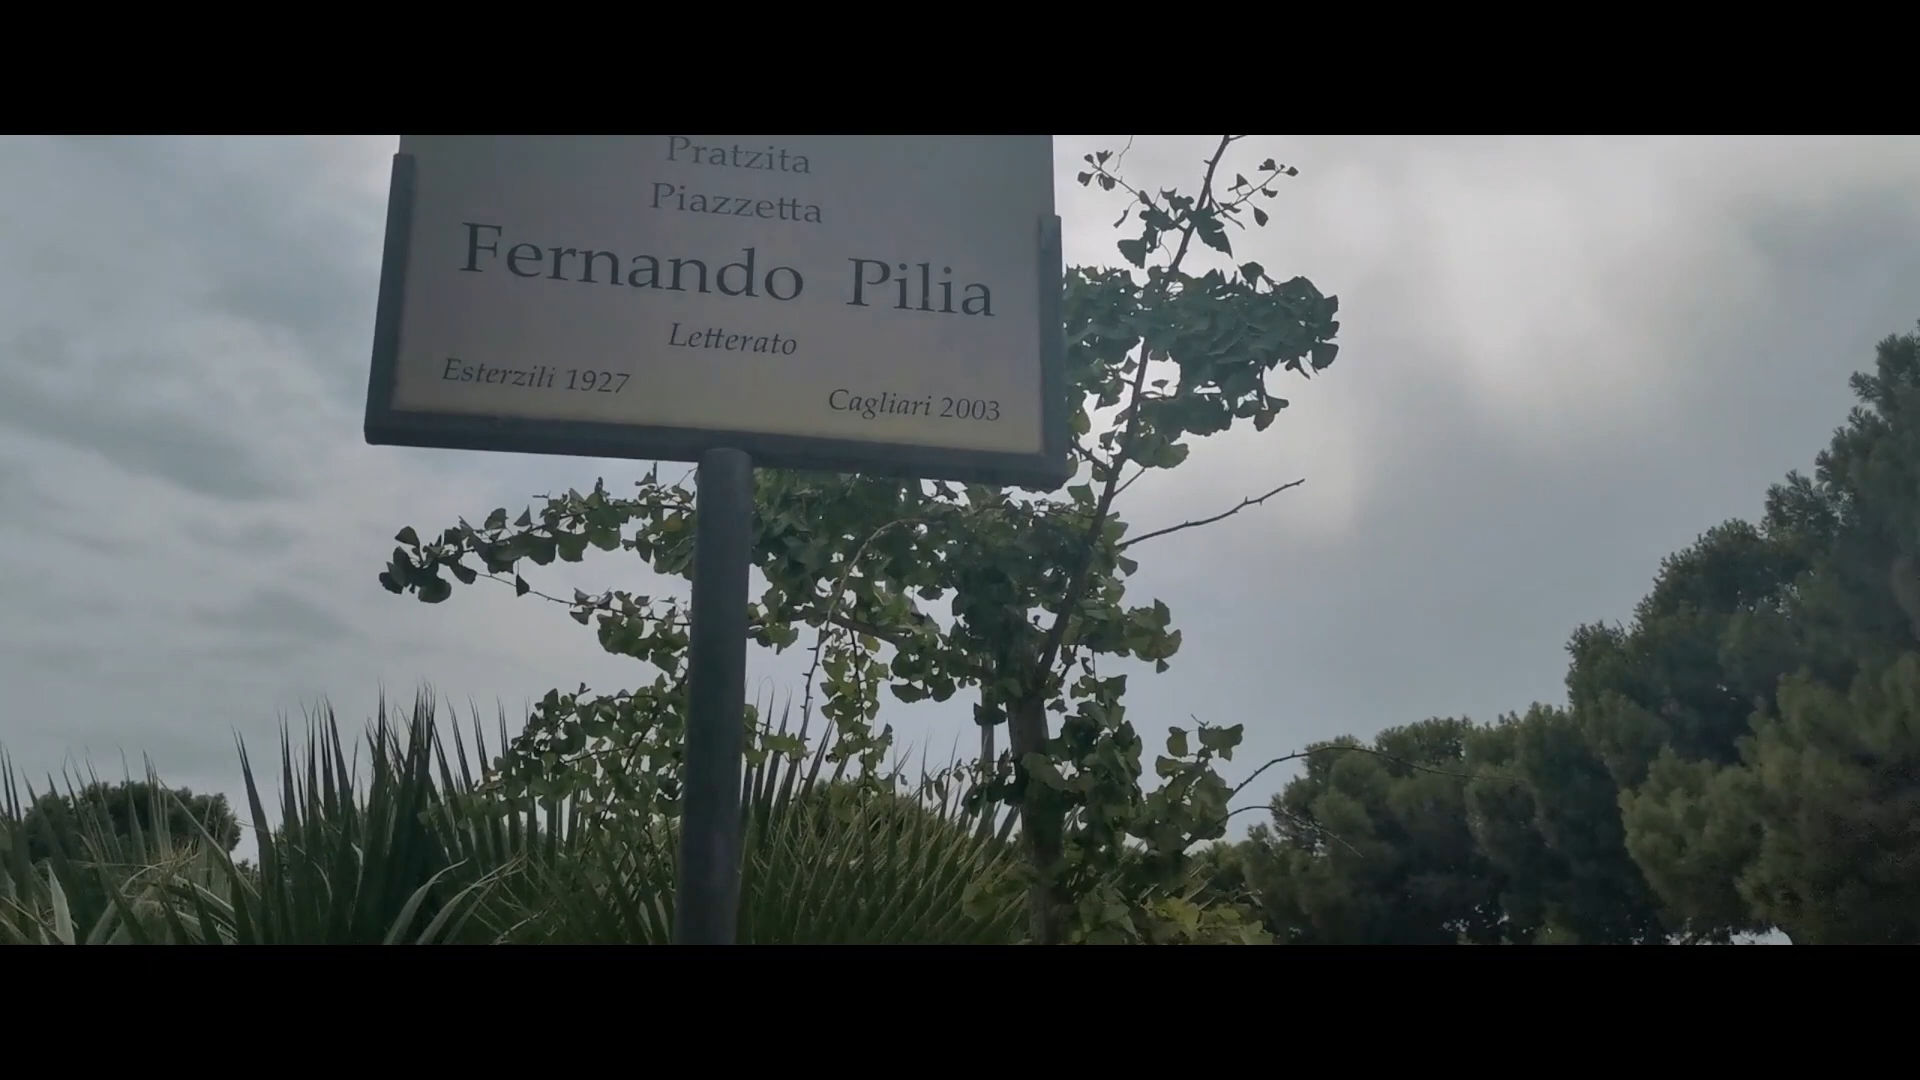 Pratzita
Piazzetta
Fernando Pilia
Letterato
Esterzili 1927
Cagliari 2003